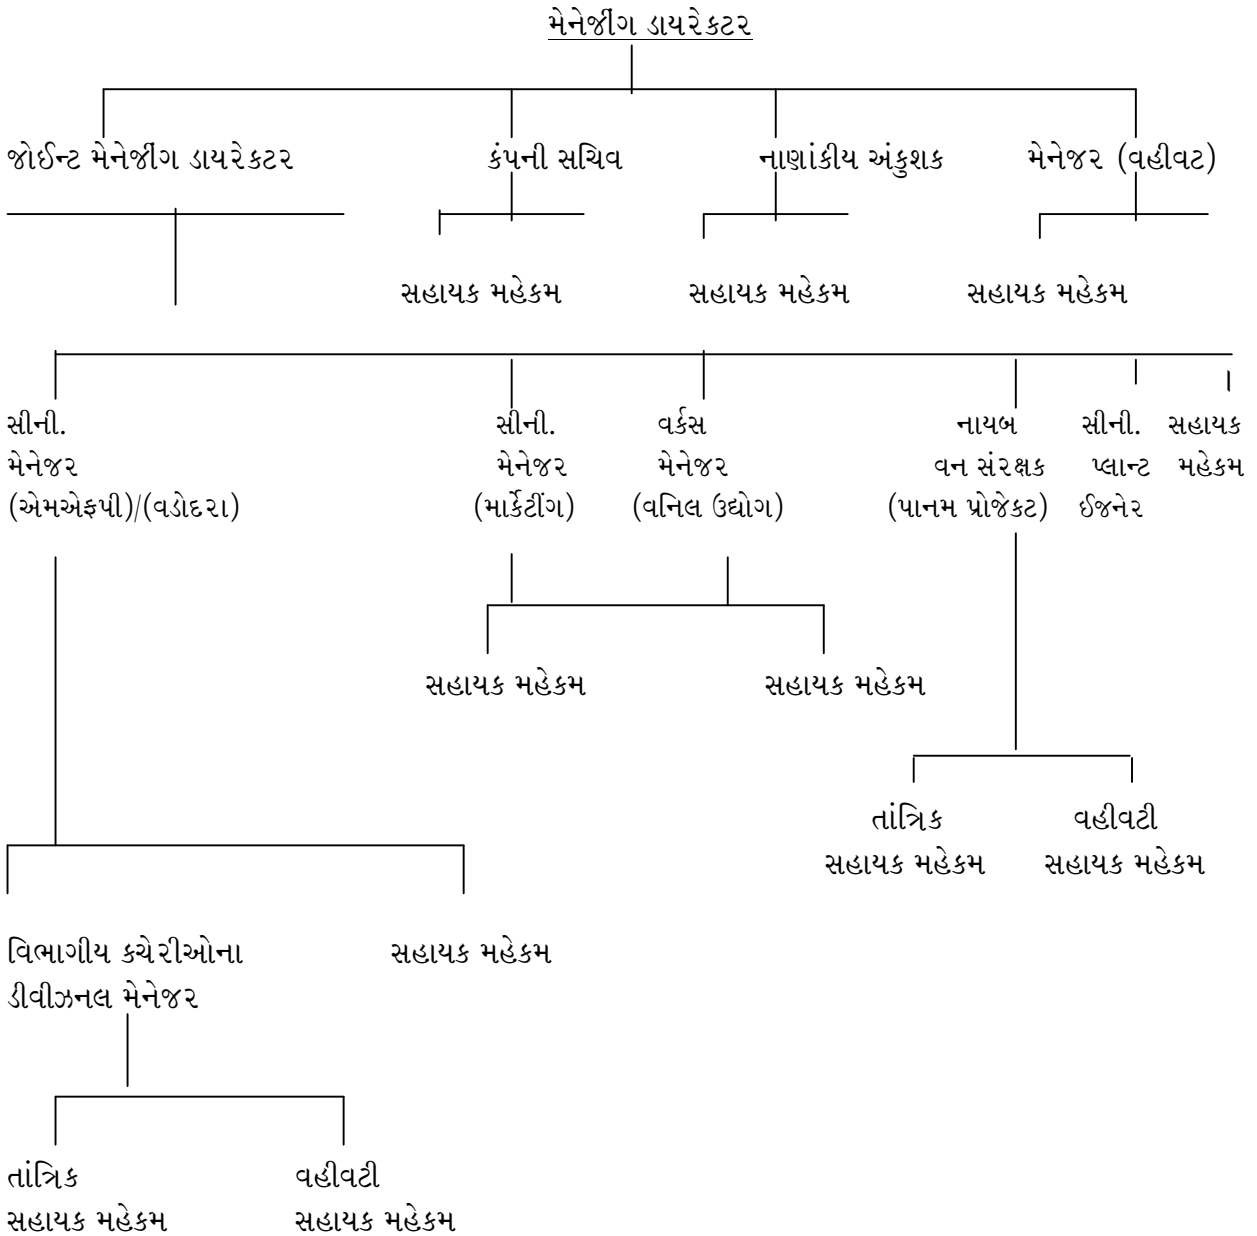 મેનેજીંગ ડાયરેકટર
જોઈન્ટ મેનેજીંગ ડાયરેકટર કંપની સચિવ નાણાંકીય અંકુશક મેનેજર (વહીવટ)
સહાયક મહેકમ સહાયક મહેકમ સહાયક મહેકમ
સીની. સીની. વર્કસ નાયબ સીની. સહાયક
મેનેજર મેનેજર મેનેજર વન સંરક્ષક પ્લાન્ટ મહેકમ
(એમએફપી)/(વડોદરા) (માર્કેટીંગ) (વનિલ ઉદ્યોગ) (પાનમ પ્રોજેકટ) ઈજનેર
સહાયક મહેકમ સહાયક મહેકમ
તાંત્રિક વહીવટી
સહાયક મહેકમ સહાયક મહેકમ
વિભાગીય કચેરીઓના સહાયક મહેકમ
ડીવીઝનલ મેનેજર
તાંત્રિક વહીવટી
સહાયક મહેકમ સહાયક મહેકમ